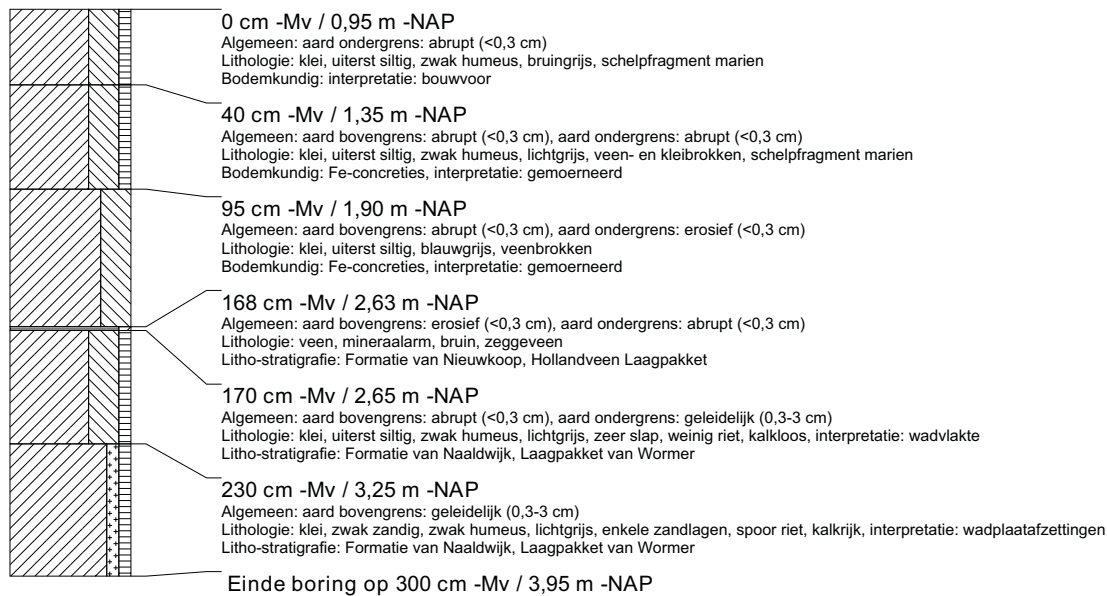 0 cm -Mv / 0,95 m -NAP
Algemeen: aard ondergrens: abrupt (<0,3 cm)
Lithologie: klei, uiterst siltig, zwak humeus, bruingrijs, schelpfragment marien
Bodemkundig: interpretatie: bouwvoor
40 cm -Mv / 1,35 m -NAP
Algemeen: aard bovengrens: abrupt (<0,3 cm), aard ondergrens: abrupt (<0,3 cm)
Lithologie: klei, uiterst siltig, zwak humeus, lichtgrijs, veen- en kleibrokken, schelpfragment marien
Bodemkundig: Fe-concreties, interpretatie: gemoerneerd
95 cm -Mv / 1,90 m -NAP
Algemeen: aard bovengrens: abrupt (<0,3 cm), aard ondergrens: erosief (<0,3 cm)
Lithologie: klei, uiterst siltig, blauwgrijs, veenbrokken
Bodemkundig: Fe-concreties, interpretatie: gemoerneerd
168 cm -Mv / 2,63 m -NAP
Algemeen: aard bovengrens: erosief (<0,3 cm), aard ondergrens: abrupt (<0,3 cm)
Lithologie: veen, mineraalarm, bruin, zeggeveen
Litho-stratigrafie: Formatie van Nieuwkoop, Hollandveen Laagpakket
170 cm -Mv / 2,65 m -NAP
Algemeen: aard bovengrens: abrupt (<0,3 cm), aard ondergrens: geleidelijk (0,3-3 cm)
Lithologie: klei, uiterst siltig, zwak humeus, lichtgrijs, zeer slap, weinig riet, kalkloos, interpretatie: wadvlakte
Litho-stratigrafie: Formatie van Naaldwijk, Laagpakket van Wormer
230 cm -Mv / 3,25 m -NAP
Algemeen: aard bovengrens: geleidelijk (0,3-3 cm)
Lithologie: klei, zwak zandig, zwak humeus, lichtgrijs, enkele zandlagen, spoor riet, kalkrijk, interpretatie: wadplaatafzettingen
Litho-stratigrafie: Formatie van Naaldwijk, Laagpakket van Wormer
Einde boring op 300 cm -Mv / 3,95 m -NAP